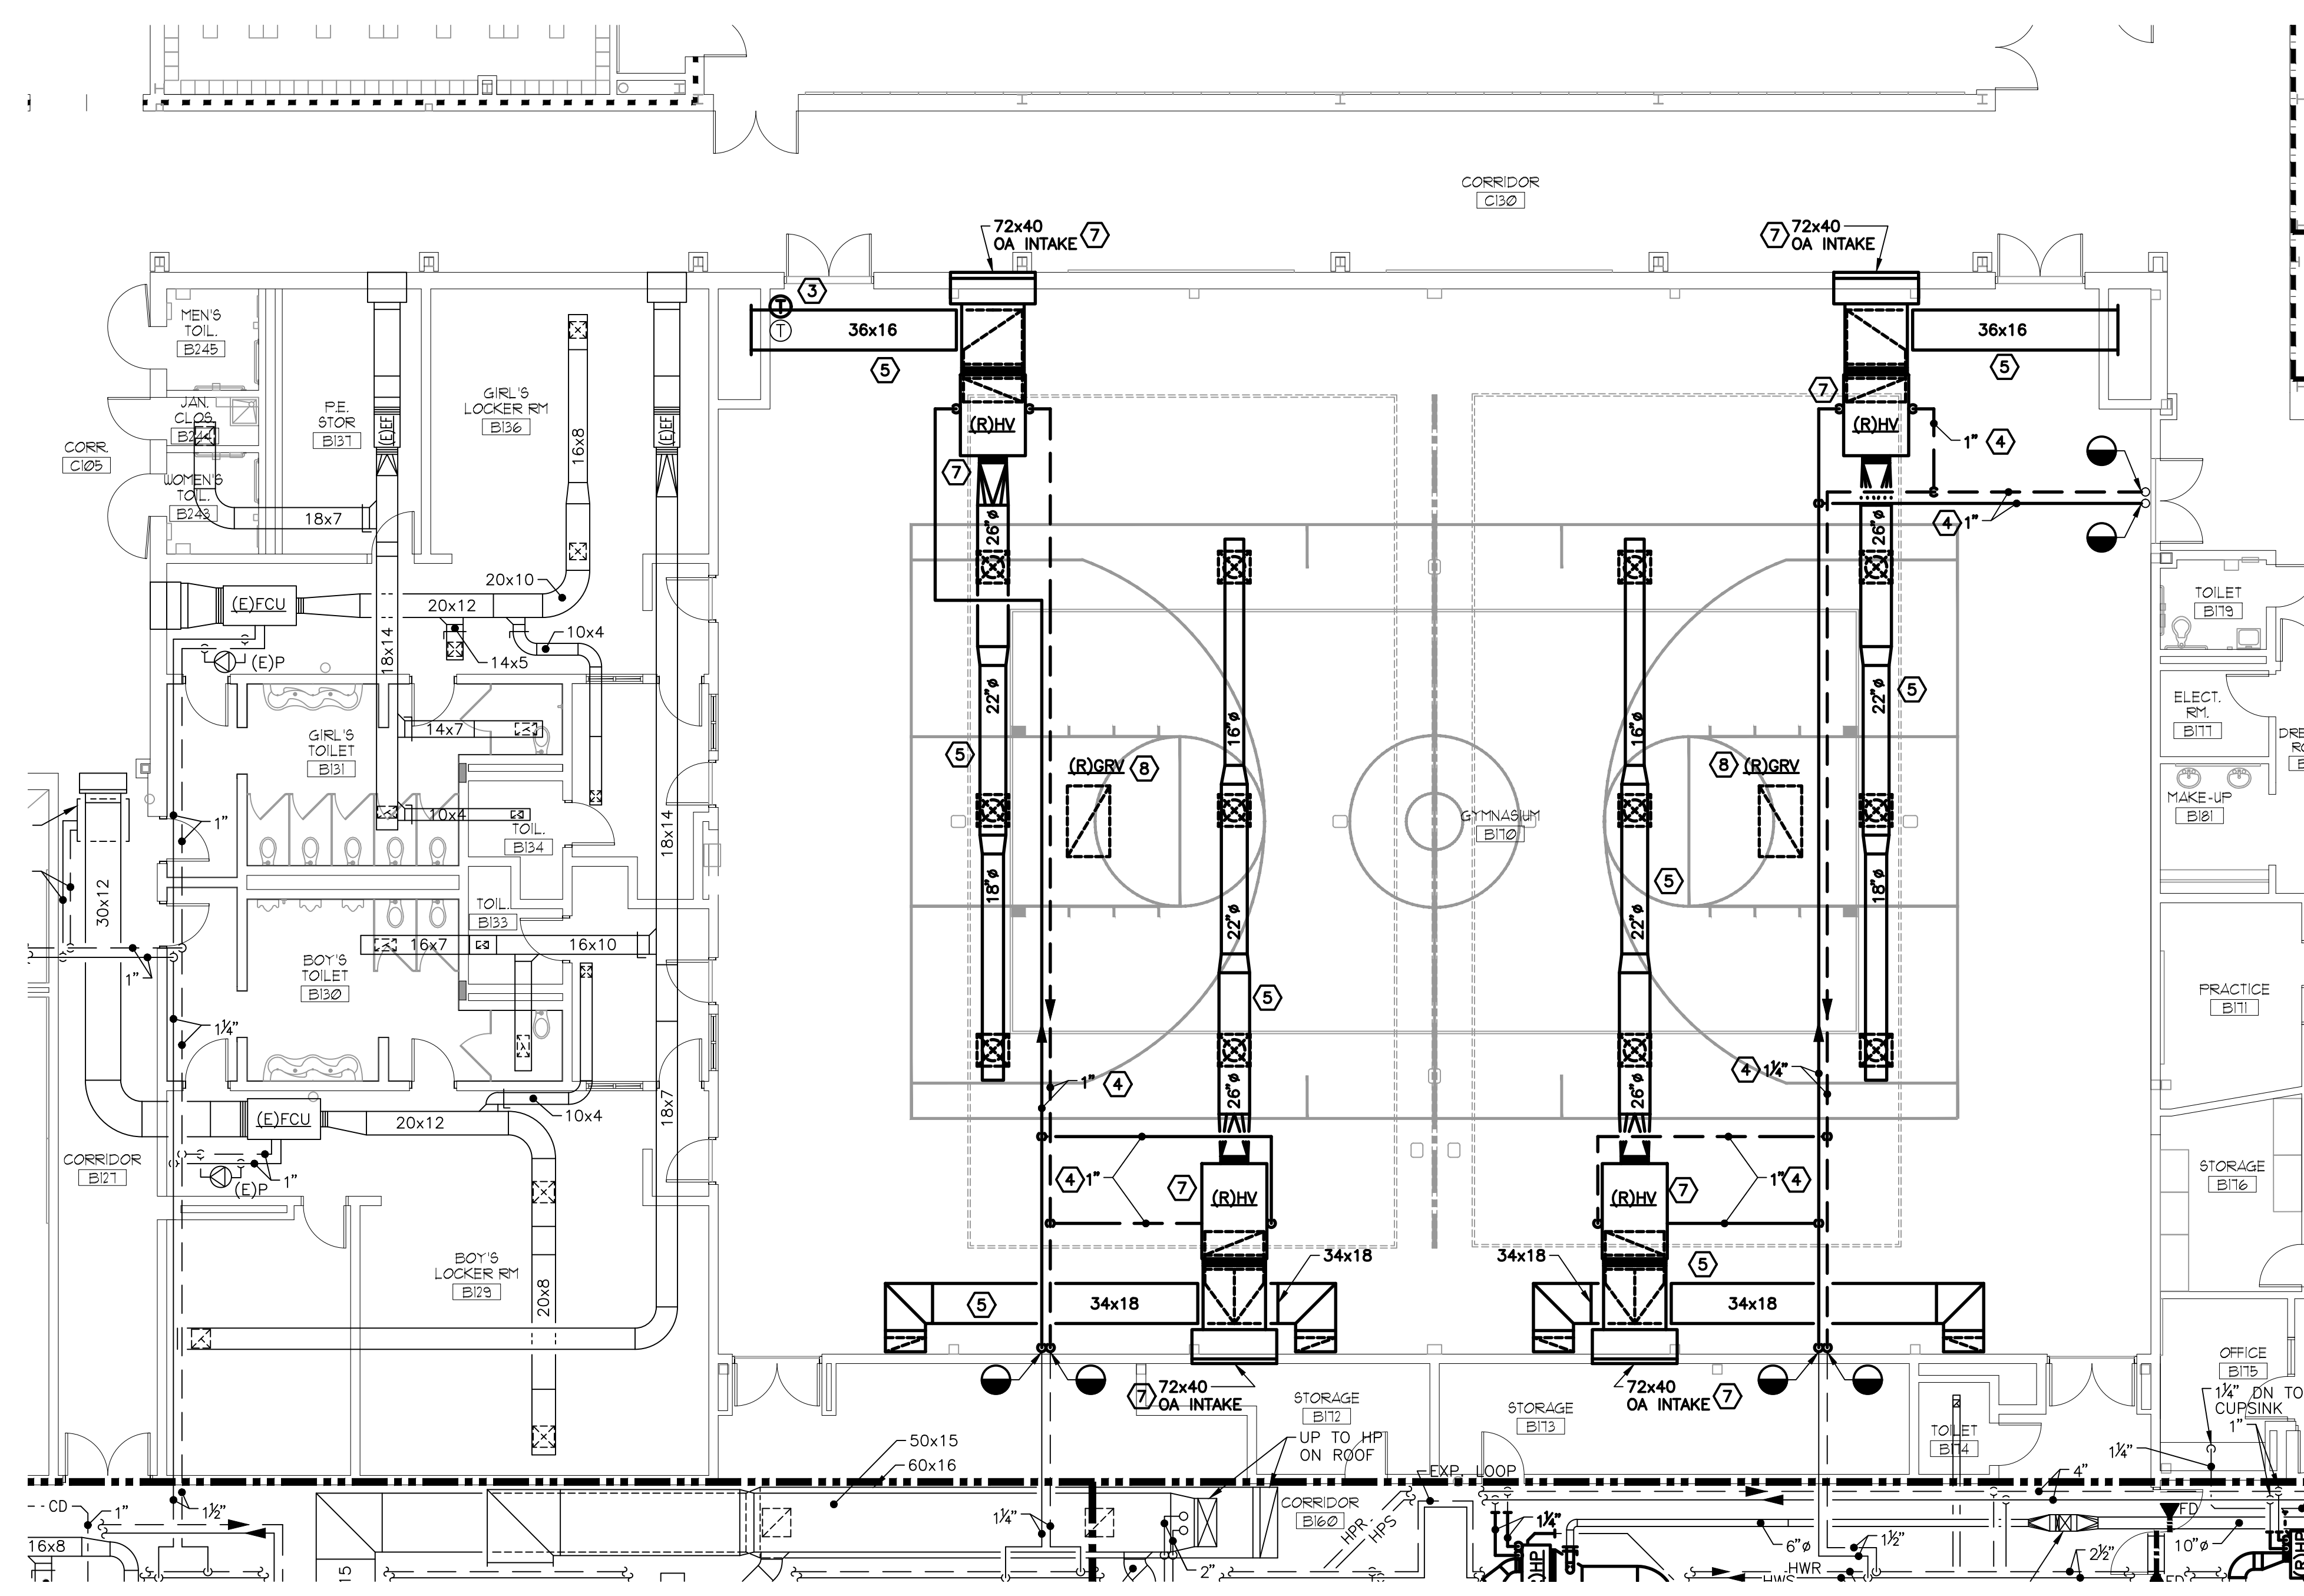 CORRIDOR
C130
72x40
OA INTAKE
7
7
72x40
OA INTAKE
3
T
T
36x16
5
36x16
5
MEN'S
TOIL.
B245
JAN.
CLOS.
WOMEN'S
TOIL.
B243
CORR.
C105
P.E.
STOR
B137
GIRL'S
LOCKER RM
B136
(E)EF
(E)EF
16x8
18x7
(R)HV
7
7
(R)HV
1"
4
4
1"
26"ø
26"ø
20x10
(E)FCU
20x12
10x4
14x5
(E)P
18x14
TOILET
B179
22"ø
5
16"ø
16"ø
22"ø
5
ELECT.
RM.
B177
GIRL'S
TOILET
B131
14x7
(R)GRV
8
8
(R)GRV
MAKE-UP
B181
1"
10x4
TOIL.
B134
18x14
GYMNASIUM
B170
30x12
18"ø
22"ø
5
22"ø
18"ø
TOIL.
B133
16x7
16x10
1"
BOY'S
TOILET
B130
5
PRACTICE
B171
1¼"
1"
4
4
1¼"
26"ø
26"ø
10x4
18x7
(E)FCU
20x12
CORRIDOR
B127
1"
(E)P
4
1"
7
(R)HV
(R)HV
7
1"
4
STORAGE
B176
BOY'S
LOCKER RM
B129
20x8
34x18
34x18
5
5
34x18
34x18
OFFICE
B175
7
72x40
OA INTAKE
72x40
OA INTAKE
7
STORAGE
B172
STORAGE
B173
TOILET
B174
1¼" DN TO
CUPSINK
1"
1¼"
50x15
60x16
UP TO HP
ON ROOF
EXP. LOOP
4"
CD
1"
1½"
1¼"
CORRIDOR
B160
HPR
HPS
1¼"
6"ø
1½"
FD
10"ø
16x8
15
2"
HWR
HWS
2½"
FD